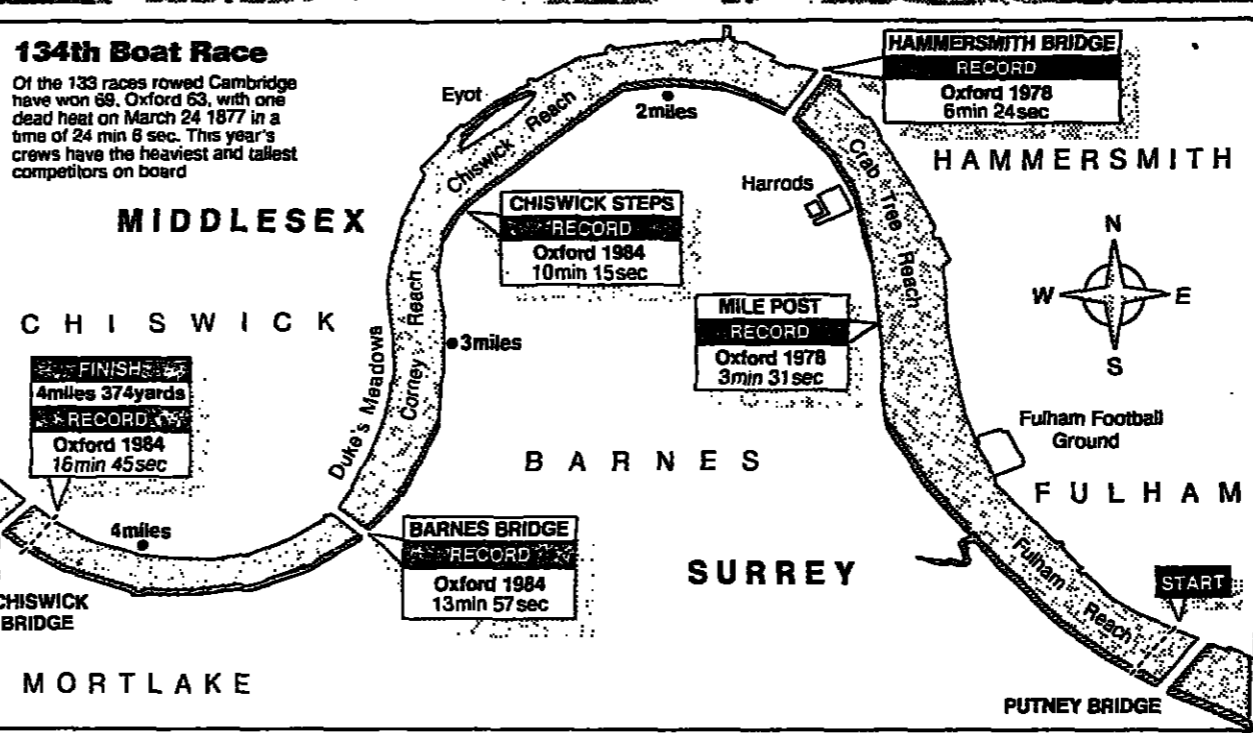 134th Boat Race
Of the 133 races rowed Cambridge
have won 69, Oxford 63, with one
dead heat on March 24 1877 in a
time of 24 min 6 sec. This year's
crews have the heaviest and tallest
competitors on board
MIDDLESEX
CHISWICK
FINISH
4miles 374yards
RECORD
Oxford 1984
16min 45sec
4miles
CHISWICK
BRIDGE
MORTLAKE
Eyot
Chiswick Reach
2miles
CHISWICK STEPS
RECORD
Oxford 1984
10min 15sec
Duke's Meadows
Corney Reach
3miles
BARNES BRIDGE
RECORD
Oxford 1984
13min 57sec
BARNES
SURREY
HAMMERSMITH BRIDGE
RECORD
Oxford 1978
6min 24sec
HAMMERSMITH
Harrods
Crab Tree Reach
MILE POST
RECORD
Oxford 1978
3min 31sec
N
W
E
S
Fulham Football
Ground
FULHAM
Fulham Reach
START
PUTNEY BRIDGE